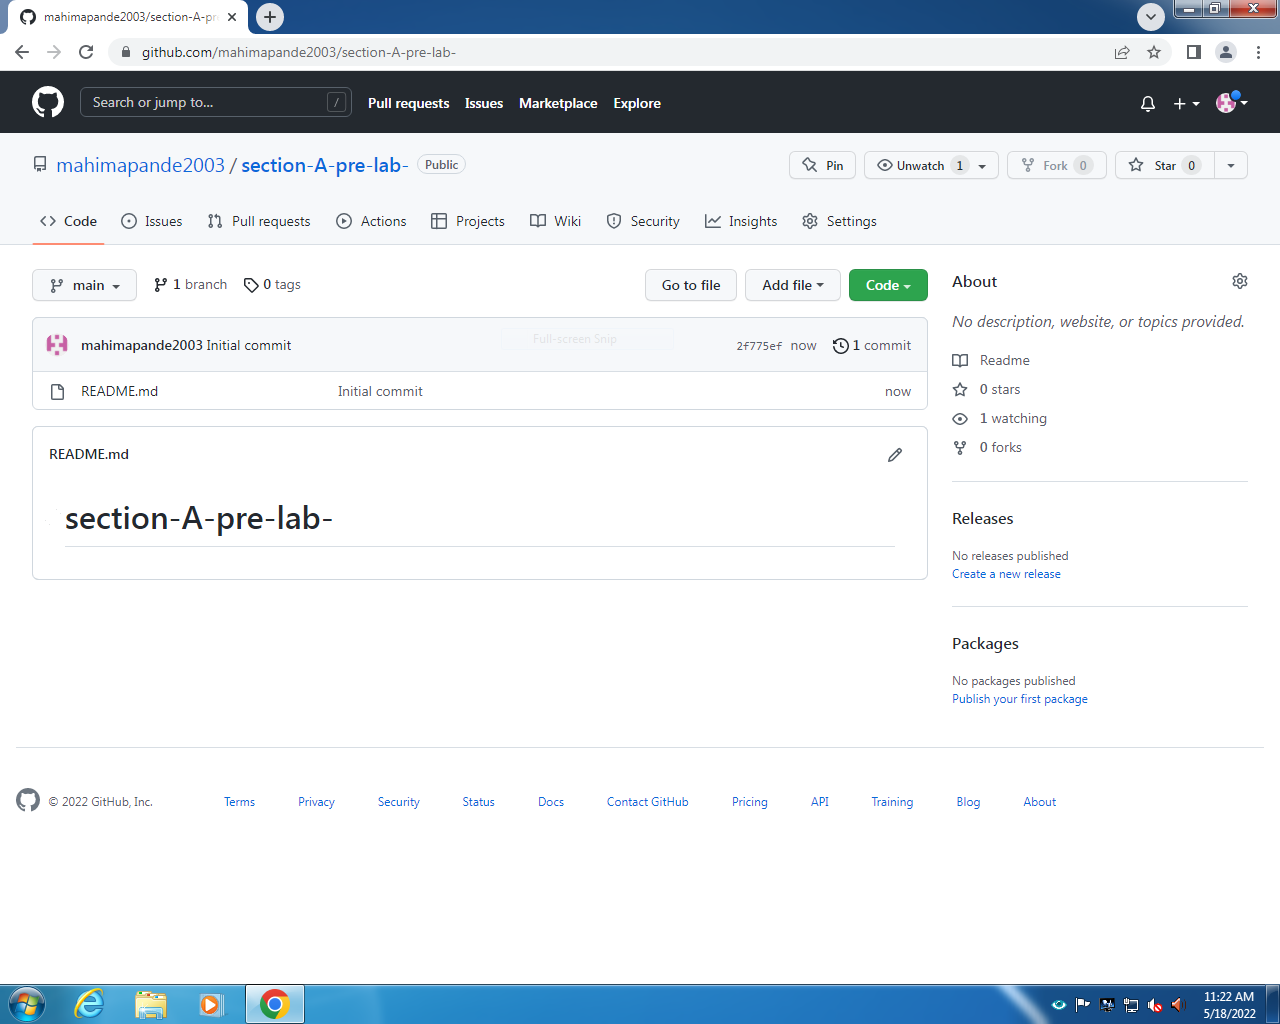 mahimapande2003/section-A-pr
github.com/mahimapande2003/section-A-pre-lab-
Search or jump to... /
Pull requests Issues Marketplace Explore
mahimapande2003 / section-A-pre-lab- Public
Pin Unwatch 1 Fork 0 Star 0
Code Issues Pull requests Actions Projects Wiki Security Insights Settings
main 1 branch 0 tags Go to file Add file Code
mahimapande2003 Initial commit 2f775ef now 1 commit
Full-screen Snip
README.md Initial commit now
README.md
section-A-pre-lab-
About
No description, website, or topics provided.
Readme
0 stars
1 watching
0 forks
Releases
No releases published
Create a new release
Packages
No packages published
Publish your first package
© 2022 GitHub, Inc. Terms Privacy Security Status Docs Contact GitHub Pricing API Training Blog About
11:22 AM
5/18/2022